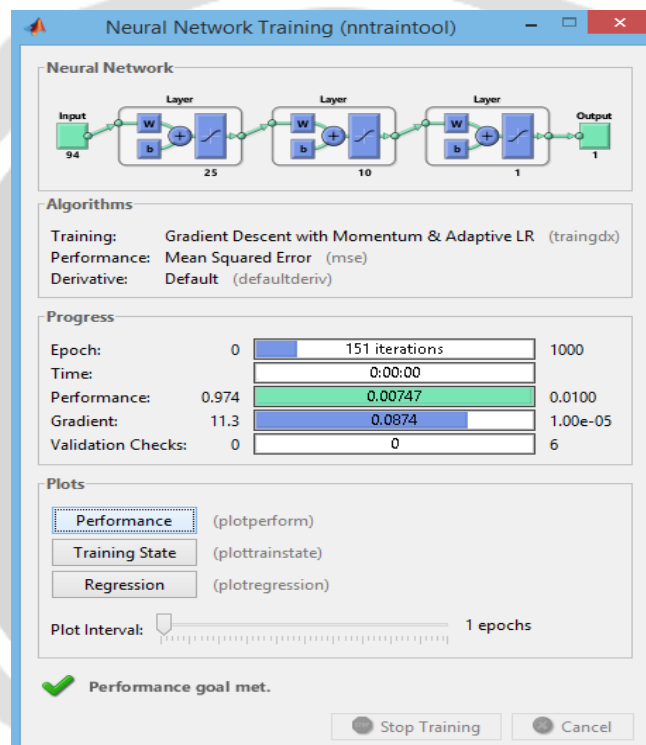 Neural Network Training (nntraintool)
Neural Network
Layer Layer Layer
Input Output
W W W
+ + +
b b b
94 1
25 10 1
Algorithms
Training: Gradient Descent with Momentum & Adaptive LR (traingdx)
Performance: Mean Squared Error (mse)
Derivative: Default (defaultderiv)
Progress
Epoch: 0 151 iterations 1000
Time: 0:00:00
Performance: 0.974 0.00747 0.0100
Gradient: 11.3 0.0874 1.00e-05
Validation Checks: 0 0 6
Plots
Performance (plotperform)
Training State (plottrainstate)
Regression (plotregression)
Plot Interval: 1 epochs
Performance goal met.
Stop Training Cancel